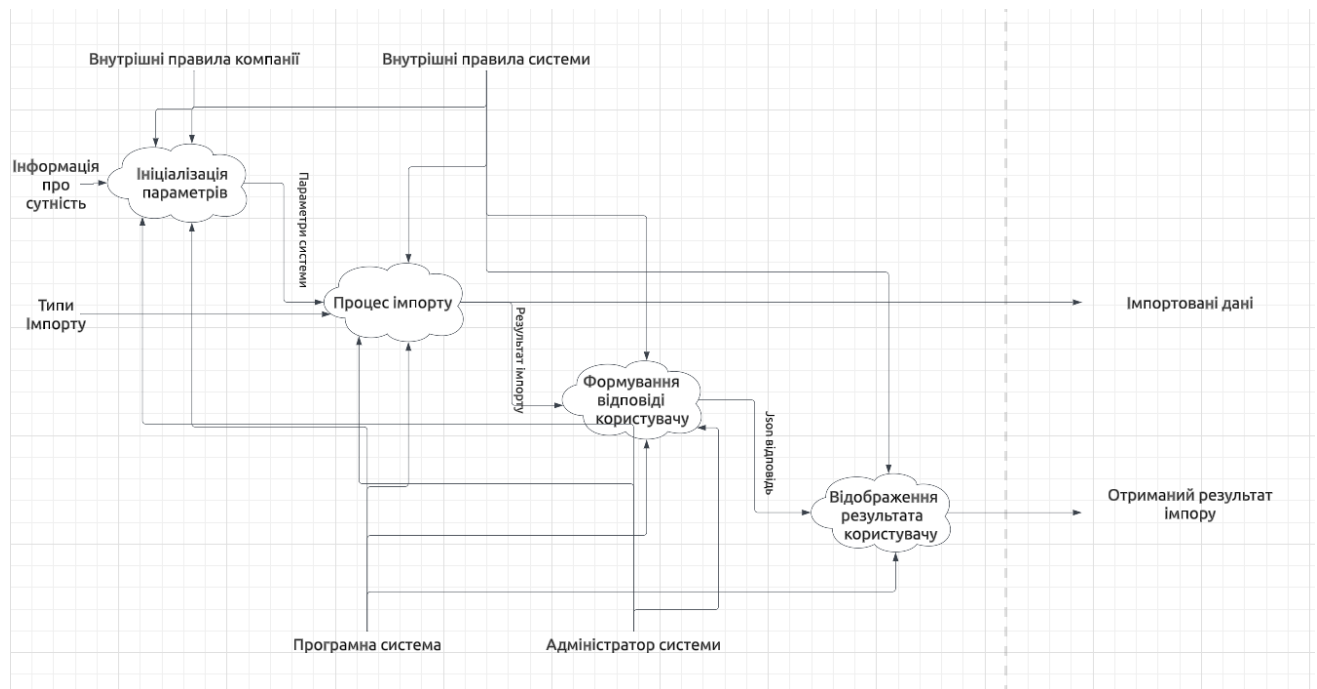 Внутрішні правила компанії
Внутрішні правила системи
Інформація
про
сутність
Ініціалізація
параметрів
Параметри системи
Типи
Імпорту
Процес імпорту
Імпортовані дані
Результат імпорту
Формування
відповіді
користувачу
Json відповідь
Відображення
результата
користувачу
Отриманий результат
імпору
Програмна система
Адміністратор системи